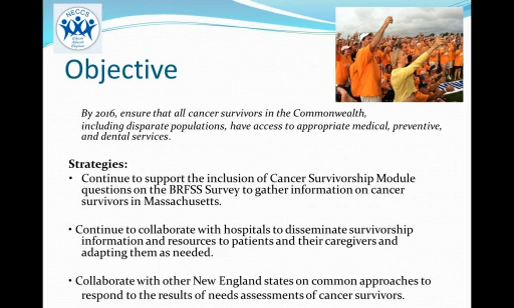 NECCS
Objective
By 2016, ensure that all cancer survivors in the Commonwealth,
including disparate populations, have access to appropriate medical, preventive,
and dental services.
Strategies:
• Continue to support the inclusion of Cancer Survivorship Module
questions on the BRFSS Survey to gather information on cancer
survivors in Massachusetts.
• Continue to collaborate with hospitals to disseminate survivorship
information and resources to patients and their caregivers and
adapting them as needed.
• Collaborate with other New England states on common approaches to
respond to the results of needs assessments of cancer survivors.